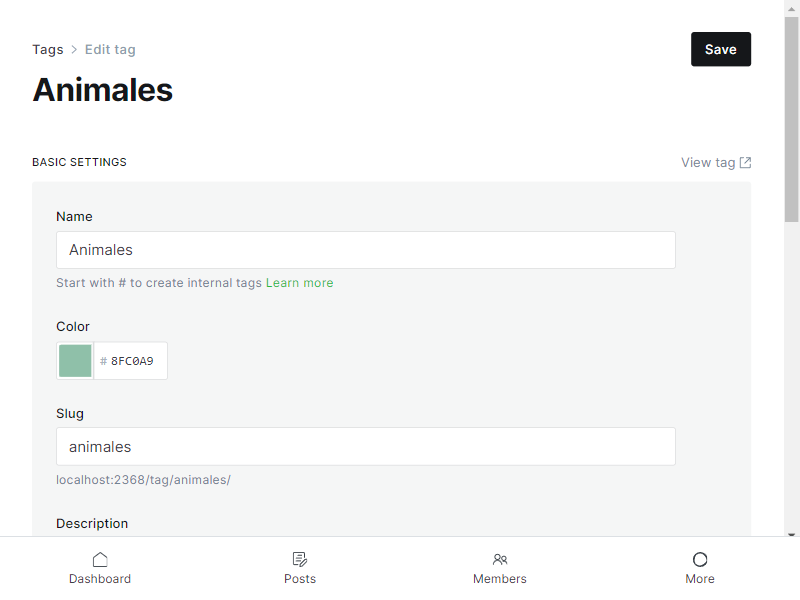 Tags > Edit tag
Save
Animales
BASIC SETTINGS
View tag
Name
Animales
Start with # to create internal tags Learn more
Color
# 8FC0A9
Slug
animales
localhost:2368/tag/animales/
Description
Dashboard
Posts
Members
More